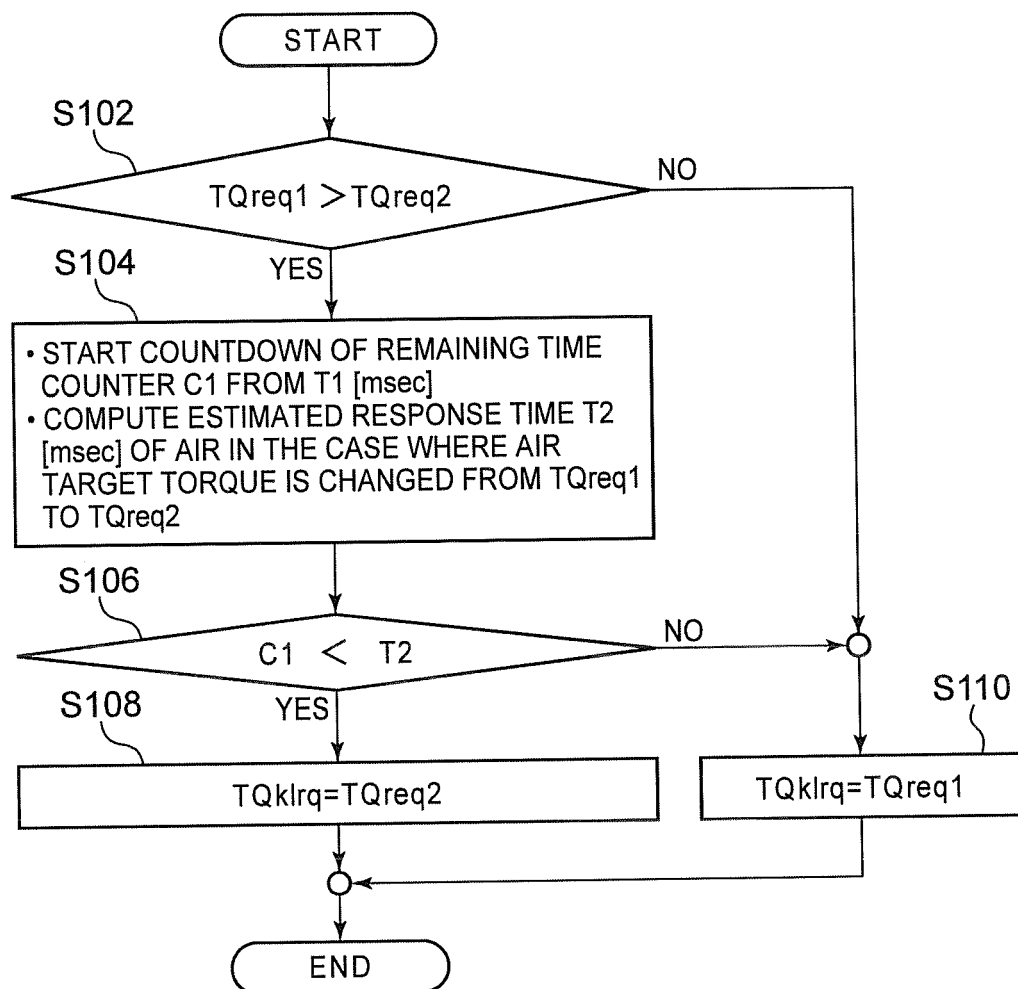 START
S102
TQreq1 > TQreq2
NO
YES
S104
• START COUNTDOWN OF REMAINING TIME
COUNTER C1 FROM T1 [msec]
• COMPUTE ESTIMATED RESPONSE TIME T2
[msec] OF AIR IN THE CASE WHERE AIR
TARGET TORQUE IS CHANGED FROM TQreq1
TO TQreq2
S106
C1 < T2
NO
YES
S108
TQklrq=TQreq2
S110
TQklrq=TQreq1
END